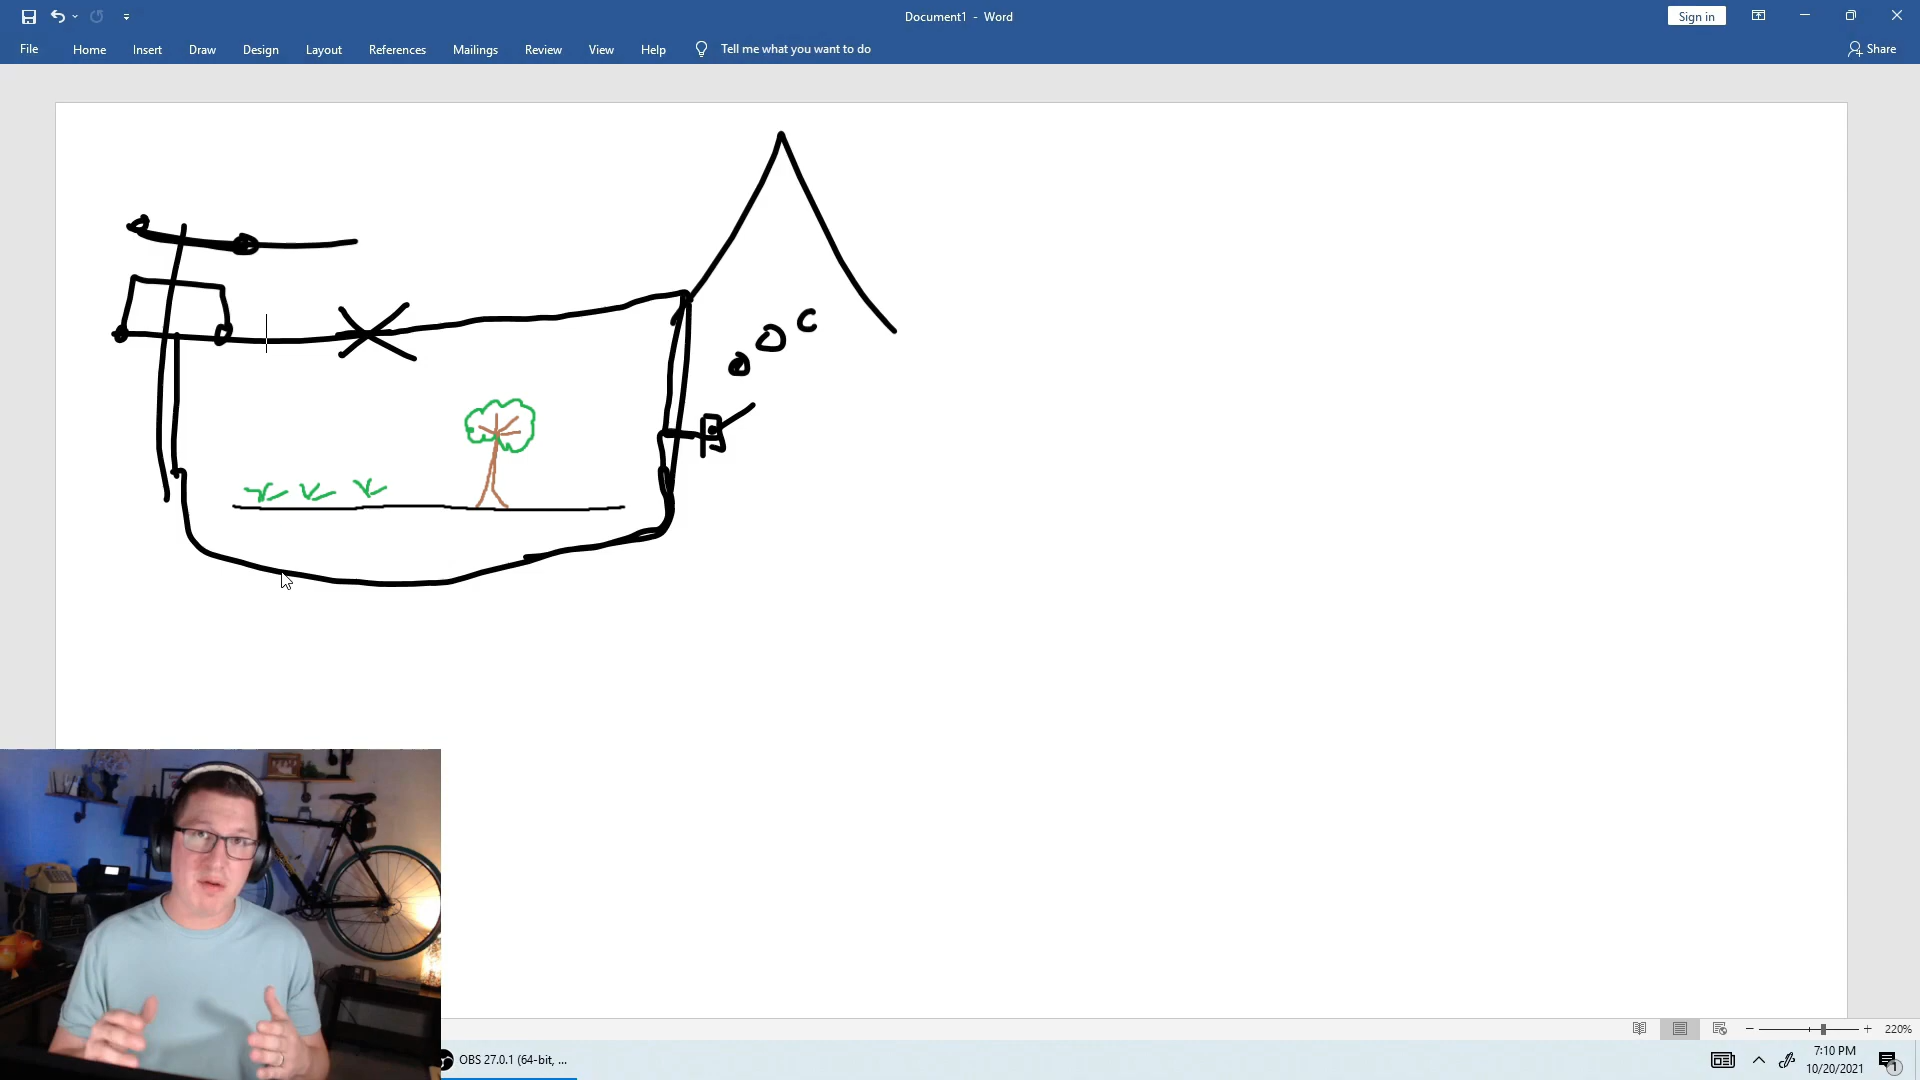 Document1 - Word
Sign in
File
Home
Insert
Draw
Design
Layout
References
Mailings
Review
View
Help
Tell me what you want to do
Share
220%
OBS 27.0.1 (64-bit, ...
7:10 PM
10/20/2021
1